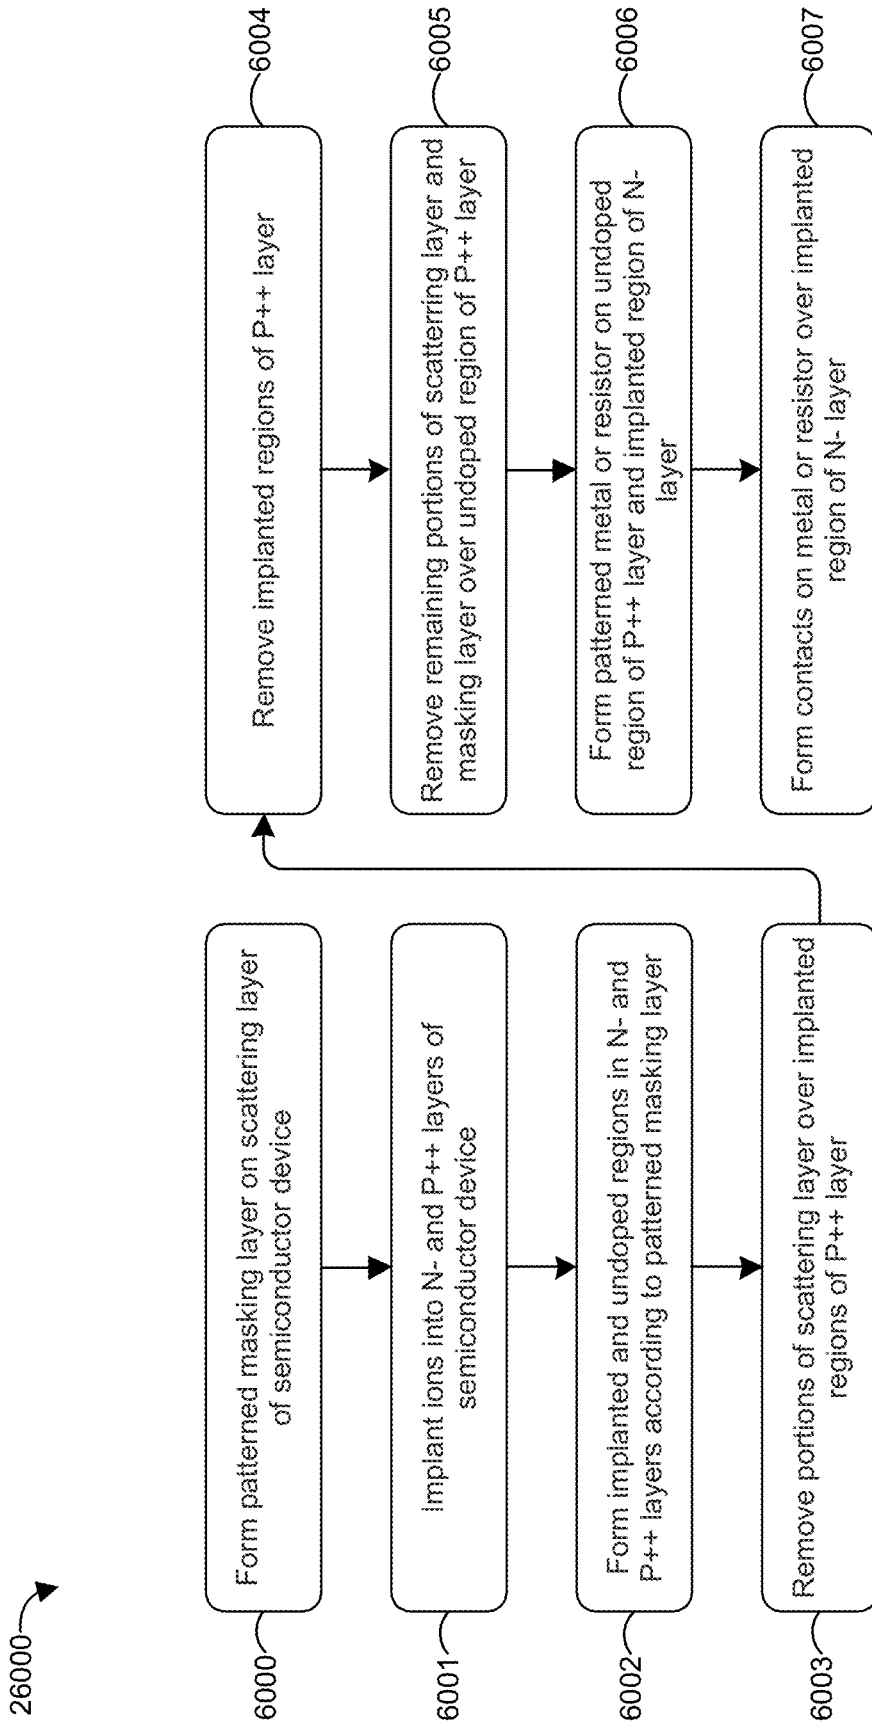 26000
6000
Form patterned masking layer on scattering layer
of semiconductor device
6001
Implant ions into N- and P++ layers of
semiconductor device
6002
Form implanted and undoped regions in N- and
P++ layers according to patterned masking layer
6003
Remove portions of scattering layer over implanted
regions of P++ layer
6004
Remove implanted regions of P++ layer
6005
Remove remaining portions of scatterring layer and
masking layer over undoped region of P++ layer
6006
Form patterned metal or resistor on undoped
region of P++ layer and implanted region of N-
layer
6007
Form contacts on metal or resistor over implanted
region of N- layer